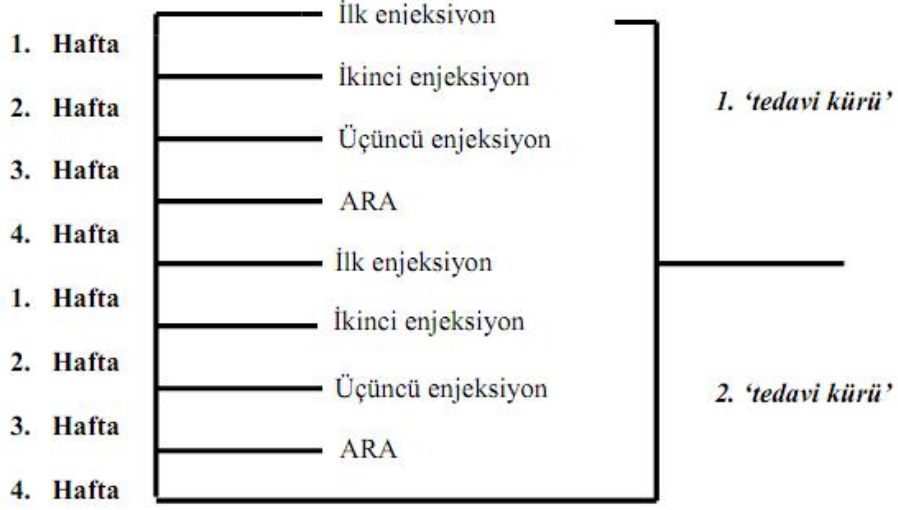 İlk enjeksiyon
1. Hafta
İkinci enjeksiyon
1. ‘tedavi kürü’
2. Hafta
Üçüncü enjeksiyon
3. Hafta
ARA
4. Hafta
İlk enjeksiyon
1. Hafta
İkinci enjeksiyon
2. Hafta
Üçüncü enjeksiyon
2. ‘tedavi kürü’
3. Hafta
ARA
4. Hafta